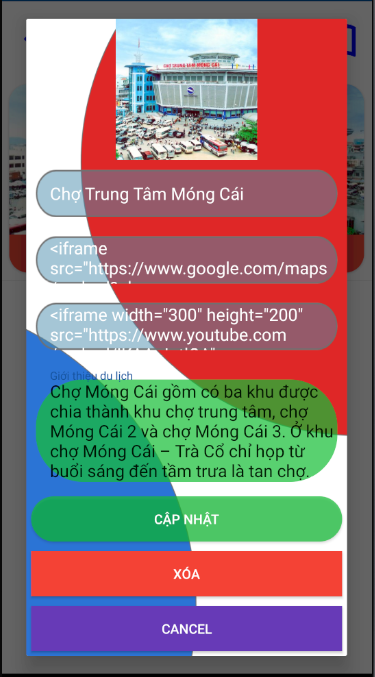 CHỢ TRUNG TÂM MÓNG CÁI
Chợ Trung Tâm Móng Cái
<iframe
src="https://www.google.com/maps
<iframe width="300" height="200"
src="https://www.youtube.com
Giới thiệu du lịch
Chợ Móng Cái gồm có ba khu được
chia thành khu chợ trung tâm, chợ
Móng Cái 2 và chợ Móng Cái 3. Ở khu
chợ Móng Cái – Trà Cổ chỉ họp từ
buổi sáng đến tầm trưa là tan chợ.
CẬP NHẬT
XÓA
CANCEL